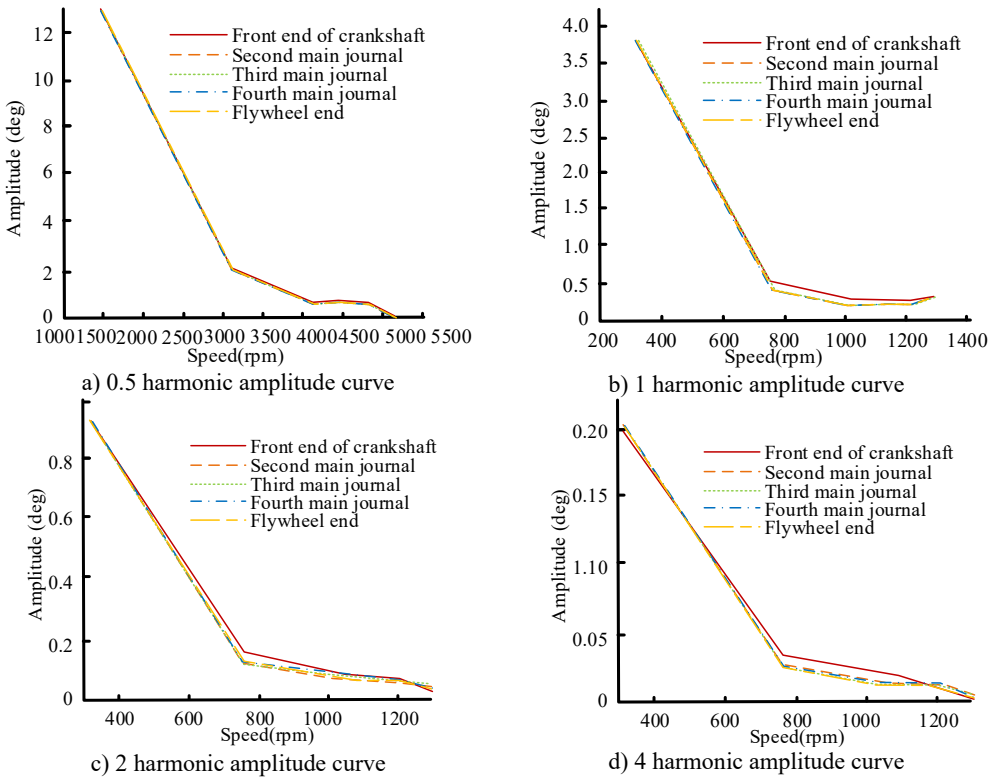 12
10
8
6
4
2
0
Amplitude (deg)
Front end of crankshaft
Second main journal
Third main journal
Fourth main journal
Flywheel end
1000 1500 2000 2500 3000 3500 4000 4500 5000 5500
Speed(rpm)
a) 0.5 harmonic amplitude curve
4.0
3.5
3.0
2.5
2.0
1.5
1.0
0.5
0
Amplitude (deg)
Front end of crankshaft
Second main journal
Third main journal
Fourth main journal
Flywheel end
200 400 600 800 1000 1200 1400
Speed(rpm)
b) 1 harmonic amplitude curve
0.8
0.6
0.4
0.2
0
Amplitude (deg)
Front end of crankshaft
Second main journal
Third main journal
Fourth main journal
Flywheel end
400 600 800 1000 1200
Speed(rpm)
c) 2 harmonic amplitude curve
0.20
0.15
1.10
0.05
0
Amplitude (deg)
Front end of crankshaft
Second main journal
Third main journal
Fourth main journal
Flywheel end
400 600 800 1000 1200
Speed(rpm)
d) 4 harmonic amplitude curve